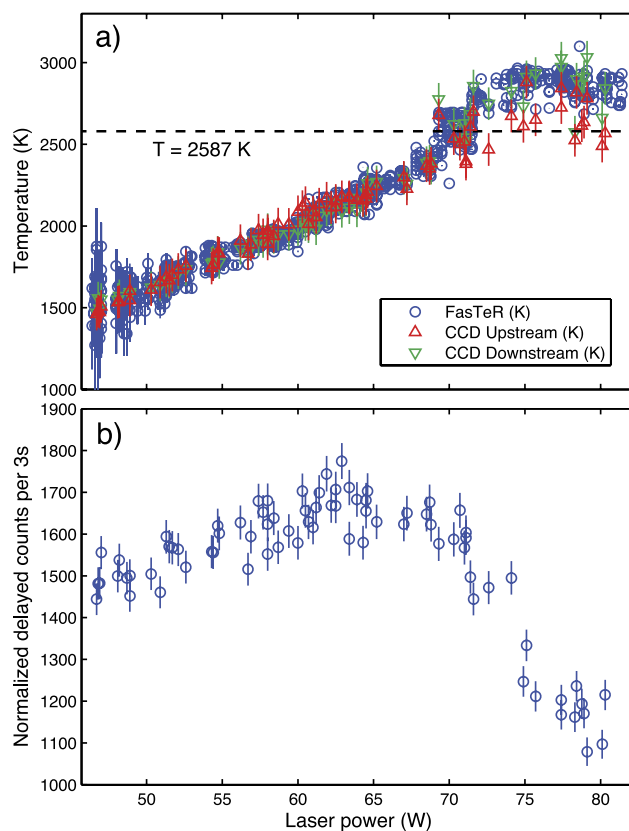 a)
3000
2500
2000
1500
1000
Temperature (K)
T = 2587 K
FasTeR (K)
CCD Upstream (K)
CCD Downstream (K)
b)
1900
1800
1700
1600
1500
1400
1300
1200
1100
1000
Normalized delayed counts per 3s
50 55 60 65 70 75 80
Laser power (W)